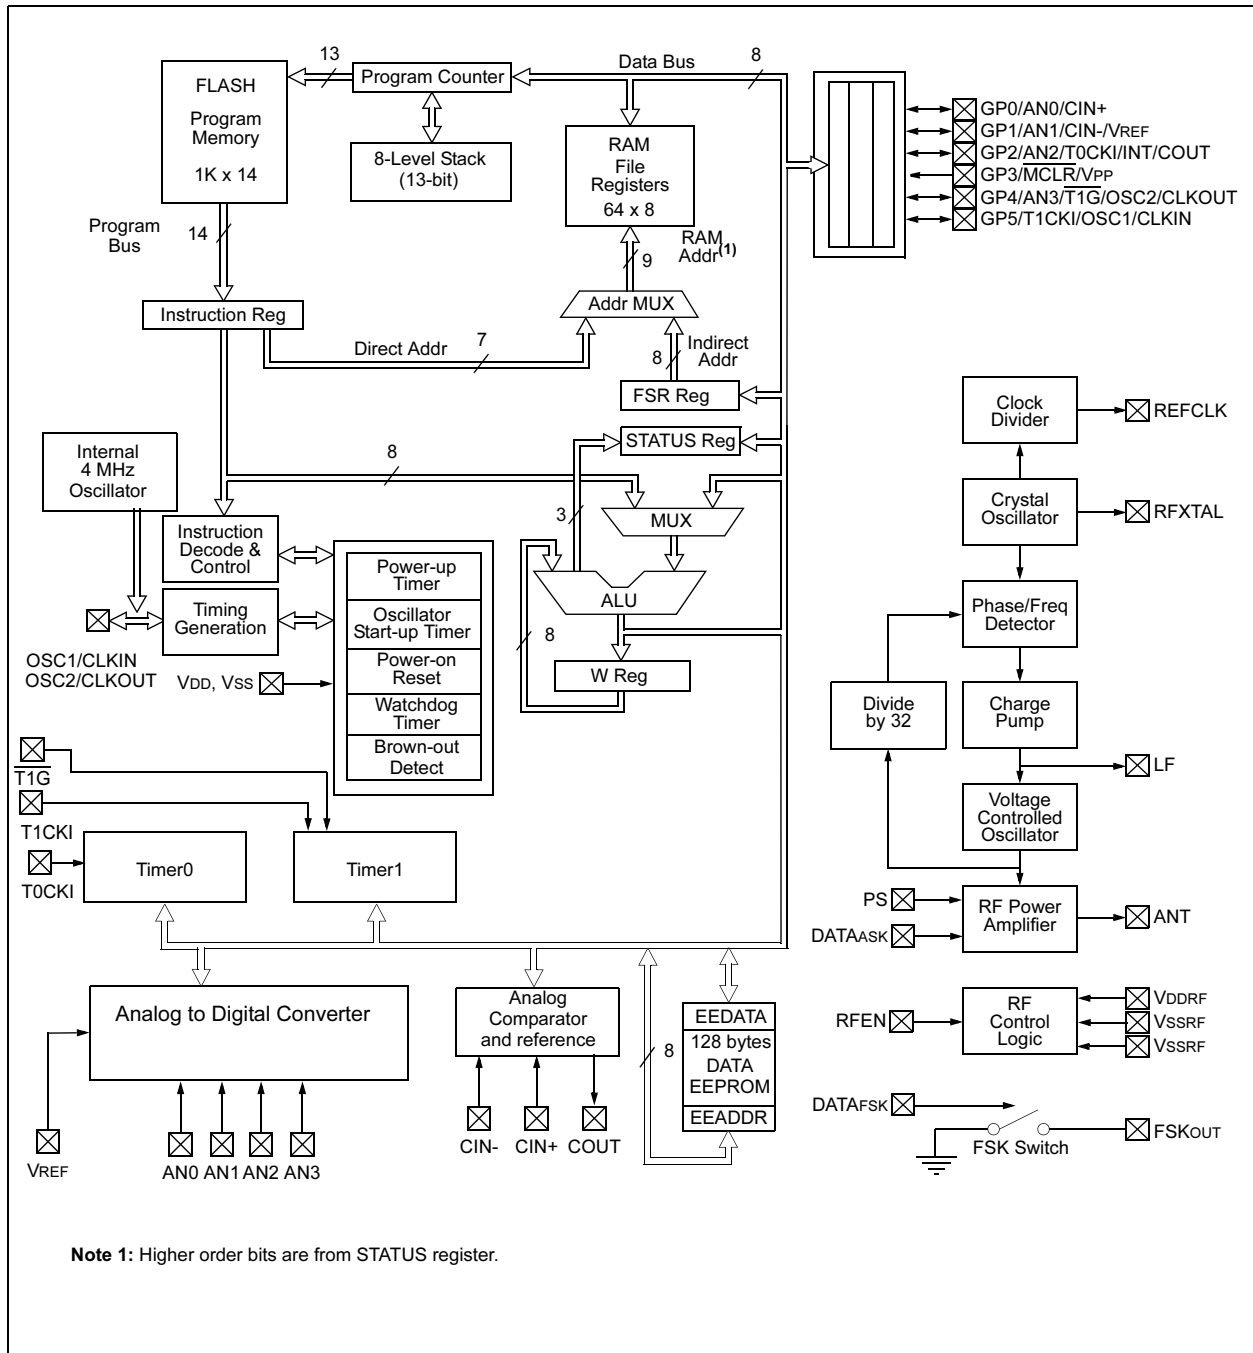 FLASH
Program
Memory
1K x 14
13
Program Counter
Data Bus
8
8-Level Stack
(13-bit)
RAM
File
Registers
64 x 8
GP0/AN0/CIN+
GP1/AN1/CIN-/VREF
GP2/AN2/T0CKI/INT/COUT
GP3/MCLR/VPP
GP4/AN3/T1G/OSC2/CLKOUT
GP5/T1CKI/OSC1/CLKIN
Program
Bus
14
RAM
Addr(1)
9
Addr MUX
Instruction Reg
Direct Addr
7
Indirect
Addr
8
FSR Reg
STATUS Reg
Internal
4 MHz
Oscillator
8
3
MUX
Instruction
Decode &
Control
ALU
8
W Reg
Timing
Generation
OSC1/CLKIN
OSC2/CLKOUT
VDD, VSS
Power-up
Timer
Oscillator
Start-up Timer
Power-on
Reset
Watchdog
Timer
Brown-out
Detect
T1G
T1CKI
T0CKI
Timer0
Timer1
Analog to Digital Converter
VREF
AN0 AN1 AN2 AN3
Analog
Comparator
and reference
CIN-
CIN+
COUT
8
EEDATA
128 bytes
DATA
EEPROM
EEADDR
Clock
Divider
REFCLK
Crystal
Oscillator
RFXTAL
Phase/Freq
Detector
Divide
by 32
Charge
Pump
LF
Voltage
Controlled
Oscillator
PS
DATAASK
RF Power
Amplifier
ANT
RFEN
RF
Control
Logic
VDDRF
VSSRF
VSSRF
DATAFSK
FSK Switch
FSKOUT
Note 1: Higher order bits are from STATUS register.